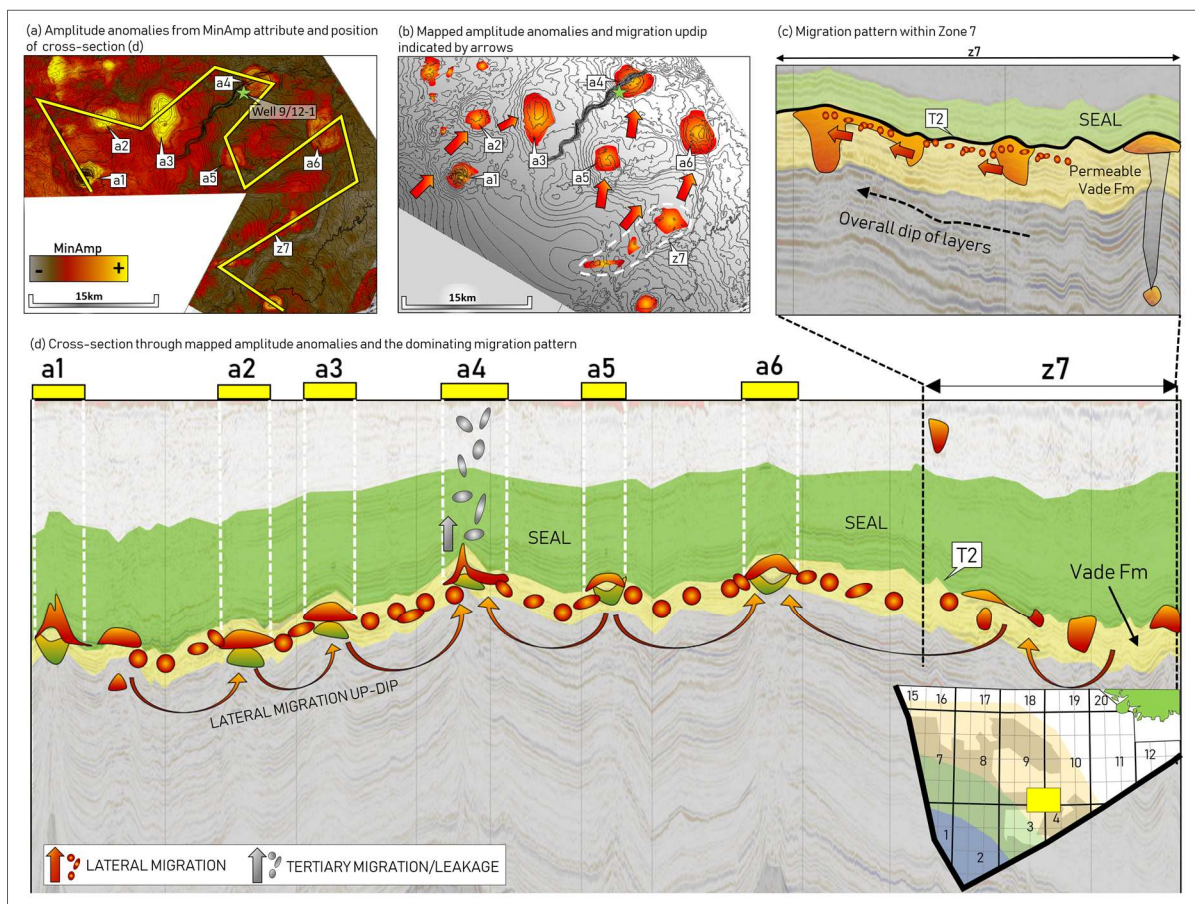 (a) Amplitude anomalies from MinAmp attribute and position
of cross-section (d)
a4
Well 9/12-1
a2
a3
a5
a6
a1
z7
MinAmp
- +
15km
(b) Mapped amplitude anomalies and migration updip
indicated by arrows
a4
a2
a3
a6
a1
a5
z7
15km
(c) Migration pattern within Zone 7
z7
T2
SEAL
Permeable
Vade Fm
Overall dip of layers
(d) Cross-section through mapped amplitude anomalies and the dominating migration pattern
a1 a2 a3 a4 a5 a6 z7
SEAL SEAL
T2
Vade Fm
LATERAL MIGRATION UP-DIP
15 16 17 18 19 20
7 8 9 10 11 12
1 2 3 4
LATERAL MIGRATION TERTIARY MIGRATION/LEAKAGE